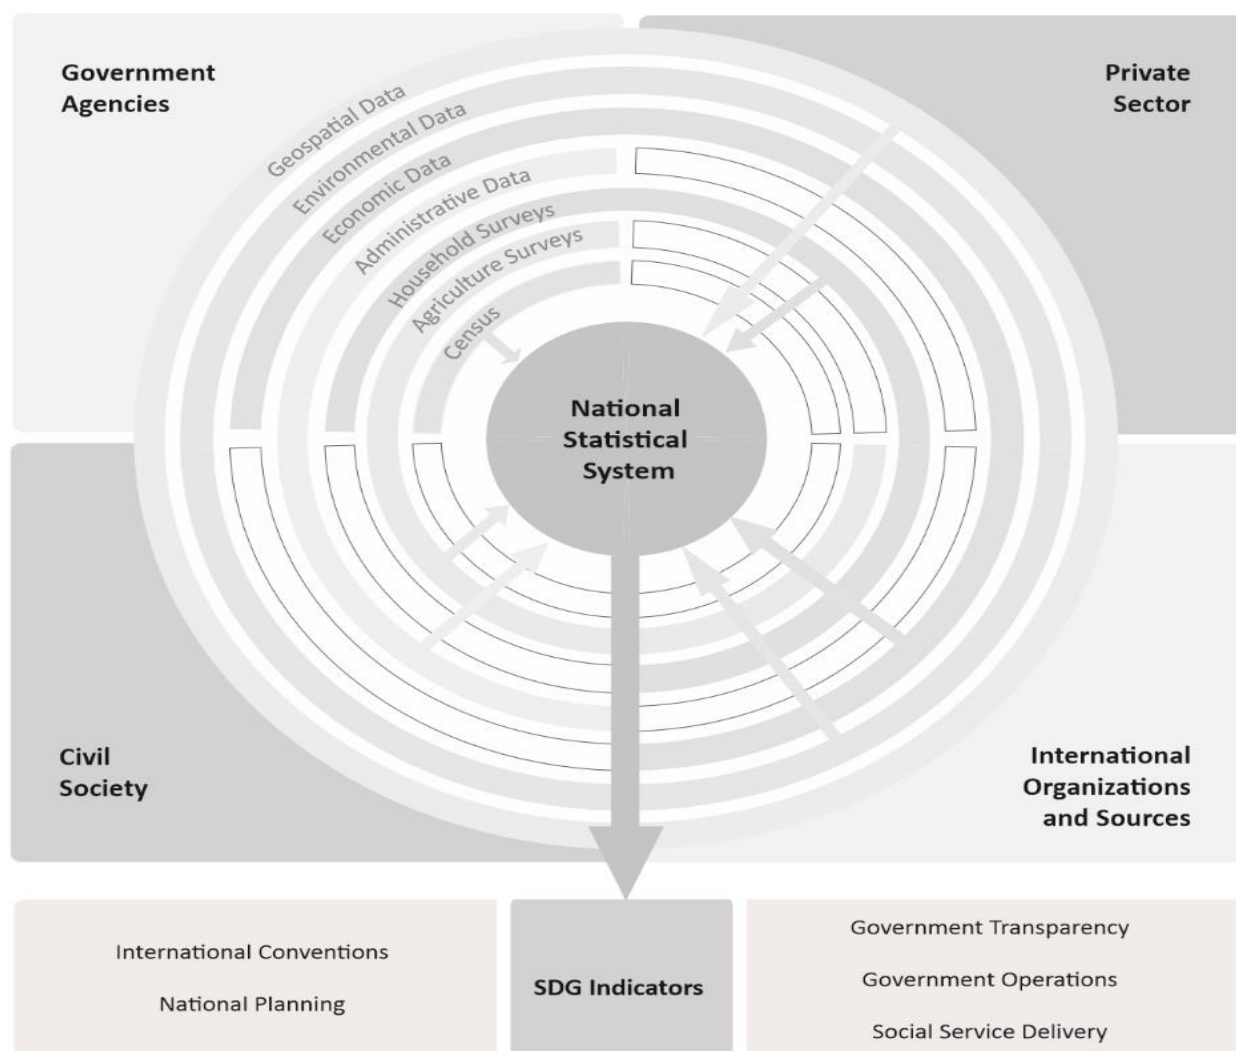 Government
Agencies
Private
Sector
Geospatial Data
Environmental Data
Economic Data
Administrative Data
Household Surveys
Agriculture Surveys
Census
National
Statistical
System
Civil
Society
International
Organizations
and Sources
International Conventions
National Planning
SDG Indicators
Government Transparency
Government Operations
Social Service Delivery